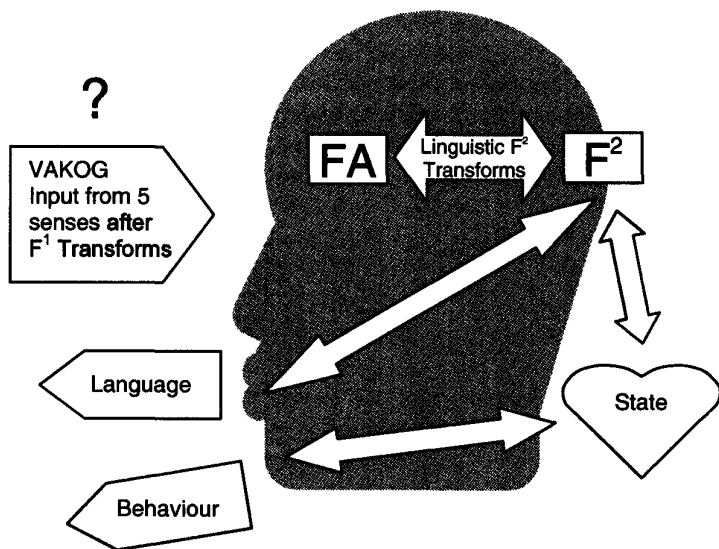 ?
VAKOG
Input from 5
senses after
F¹ Transforms
FA
Linguistic F²
Transforms
F²
Language
State
Behaviour